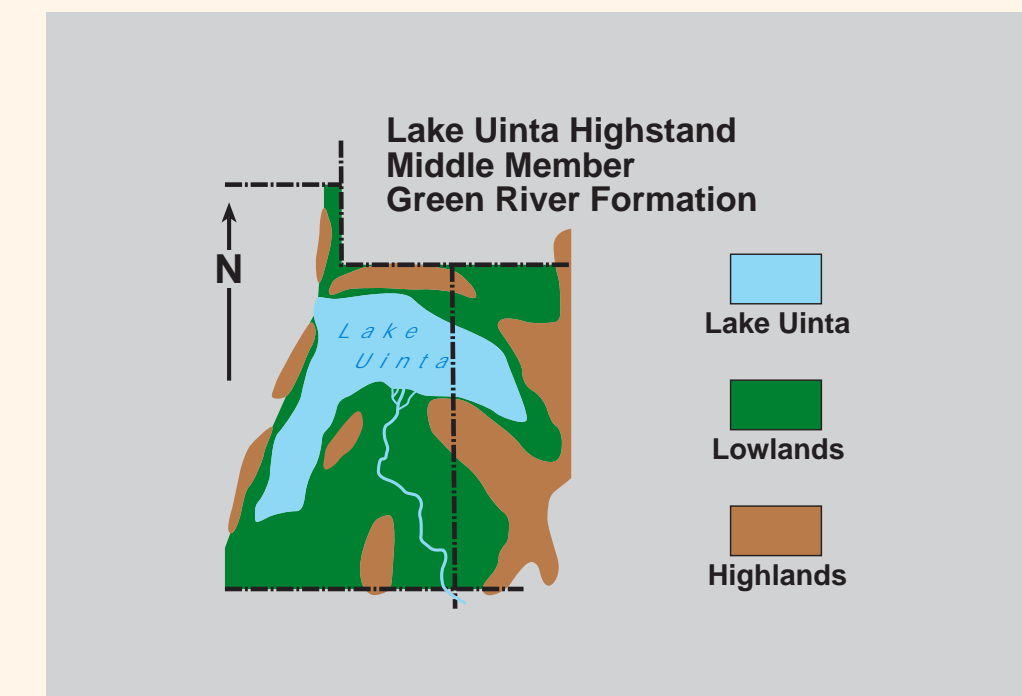 Lake Uinta Highstand
Middle Member
Green River Formation
N
Lake
Uinta
Lake Uinta
Lowlands
Highlands